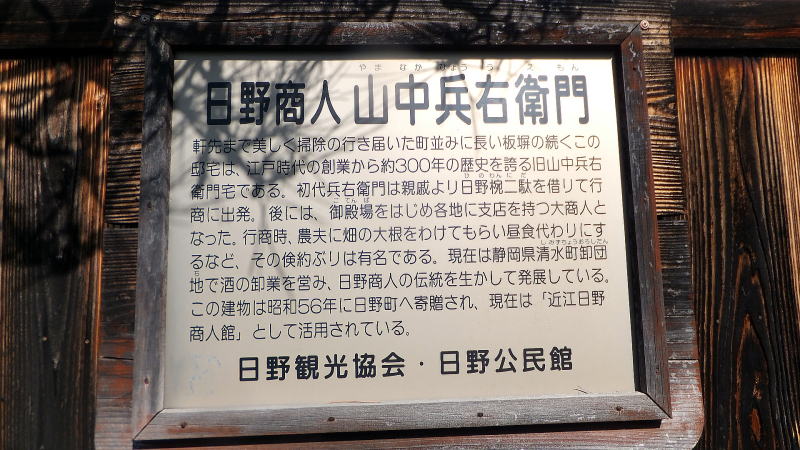 やま なか ひょう う え もん
日野商人 山中兵右衛門
軒先まで美しく掃除の行き届いた町並みに長い板塀の続くこの
邸宅は、江戸時代の創業から約300年の歴史を誇る旧山中兵右
衛門宅である。初代兵右衛門は親戚より日野椀二駄を借りて行
商に出発。後には、御殿場をはじめ各地に支店を持つ大商人と
なった。行商時、農夫に畑の大根をわけてもらい昼食代わりにす
るなど、その倹約ぶりは有名である。現在は静岡県清水町卸団
地で酒の卸業を営み、日野商人の伝統を生かして発展している。
この建物は昭和56年に日野町へ寄贈され、現在は「近江日野
商人館」として活用されている。
日野観光協会・日野公民館